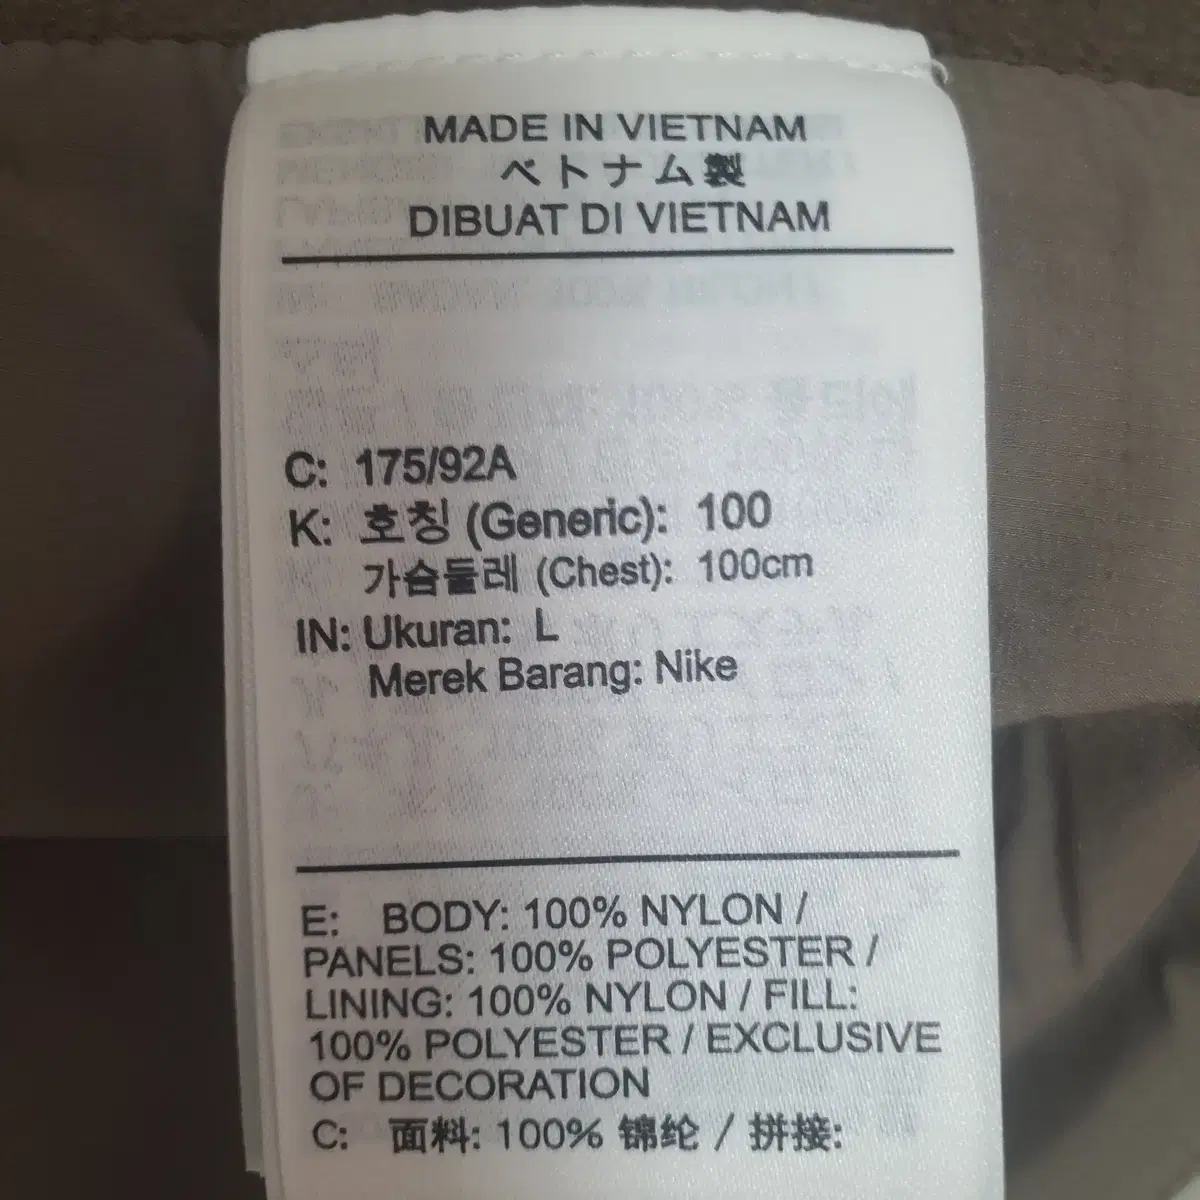 MADE IN VIETNAM
ベトナム製
DIBUAT DI VIETNAM
C: 175/92A
K: 호칭 (Generic): 100
가슴둘레 (Chest): 100cm
IN: Ukuran: L
Merek Barang: Nike
E: BODY: 100% NYLON /
PANELS: 100% POLYESTER /
LINING: 100% NYLON / FILL:
100% POLYESTER / EXCLUSIVE
OF DECORATION
C: 面料: 100% 锦纶 / 拼接: